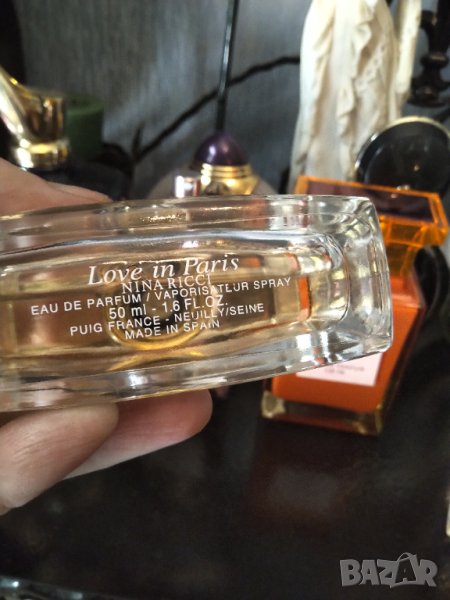 Love in Paris
NINA RICCI
EAU DE PARFUM / VAPORISATEUR SPRAY
50 ml - 1.6 FL.OZ.
PUIG FRANCE - NEUILLY/SEINE
MADE IN SPAIN
BAZAR